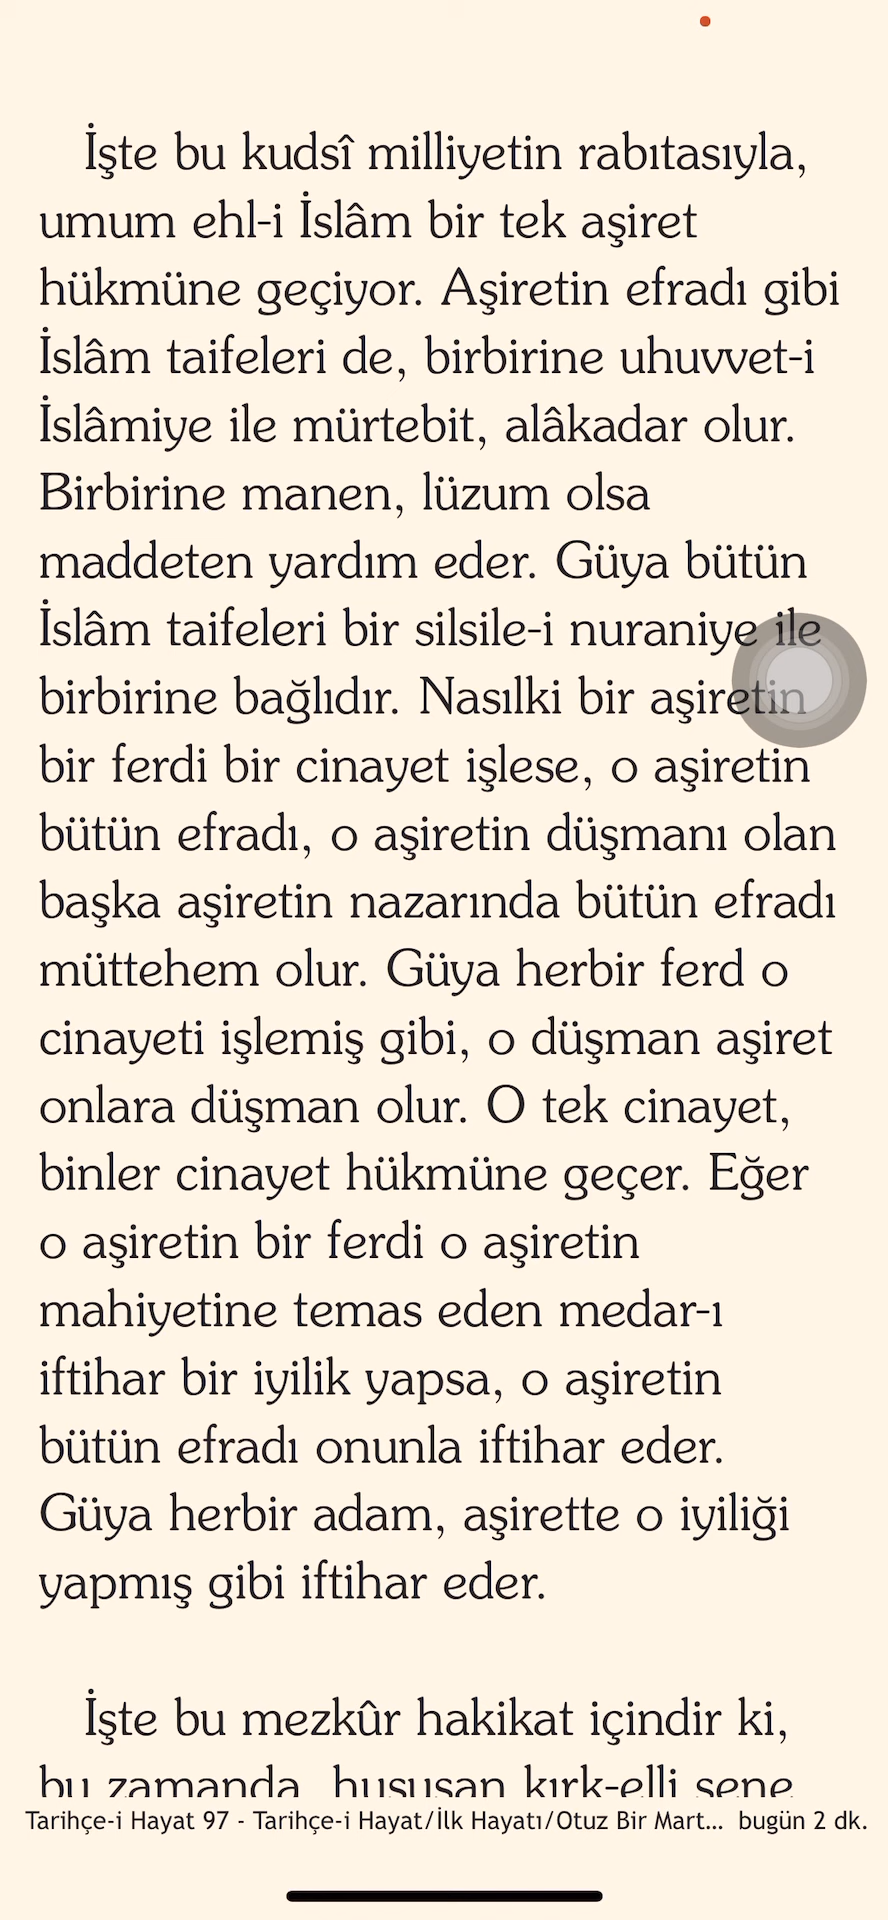 İşte bu kudsî milliyetin rabıtasıyla,
umum ehl-i İslâm bir tek aşiret
hükmüne geçiyor. Aşiretin efradı gibi
İslâm taifeleri de, birbirine uhuvvet-i
İslâmiye ile mürtebit, alâkadar olur.
Birbirine manen, lüzum olsa
maddeten yardım eder. Güya bütün
İslâm taifeleri bir silsile-i nuraniye ile
birbirine bağlıdır. Nasılki bir aşiretin
bir ferdi bir cinayet işlese, o aşiretin
bütün efradı, o aşiretin düşmanı olan
başka aşiretin nazarında bütün efradı
müttehem olur. Güya herbir ferd o
cinayeti işlemiş gibi, o düşman aşiret
onlara düşman olur. O tek cinayet,
binler cinayet hükmüne geçer. Eğer
o aşiretin bir ferdi o aşiretin
mahiyetine temas eden medar-ı
iftihar bir iyilik yapsa, o aşiretin
bütün efradı onunla iftihar eder.
Güya herbir adam, aşirette o iyiliği
yapmış gibi iftihar eder.
İşte bu mezkûr hakikat içindir ki,
bu zamanda, hususan kırk-elli sene
Tarihçe-i Hayat 97 - Tarihçe-i Hayat/İlk Hayatı/Otuz Bir Mart... bugün 2 dk.